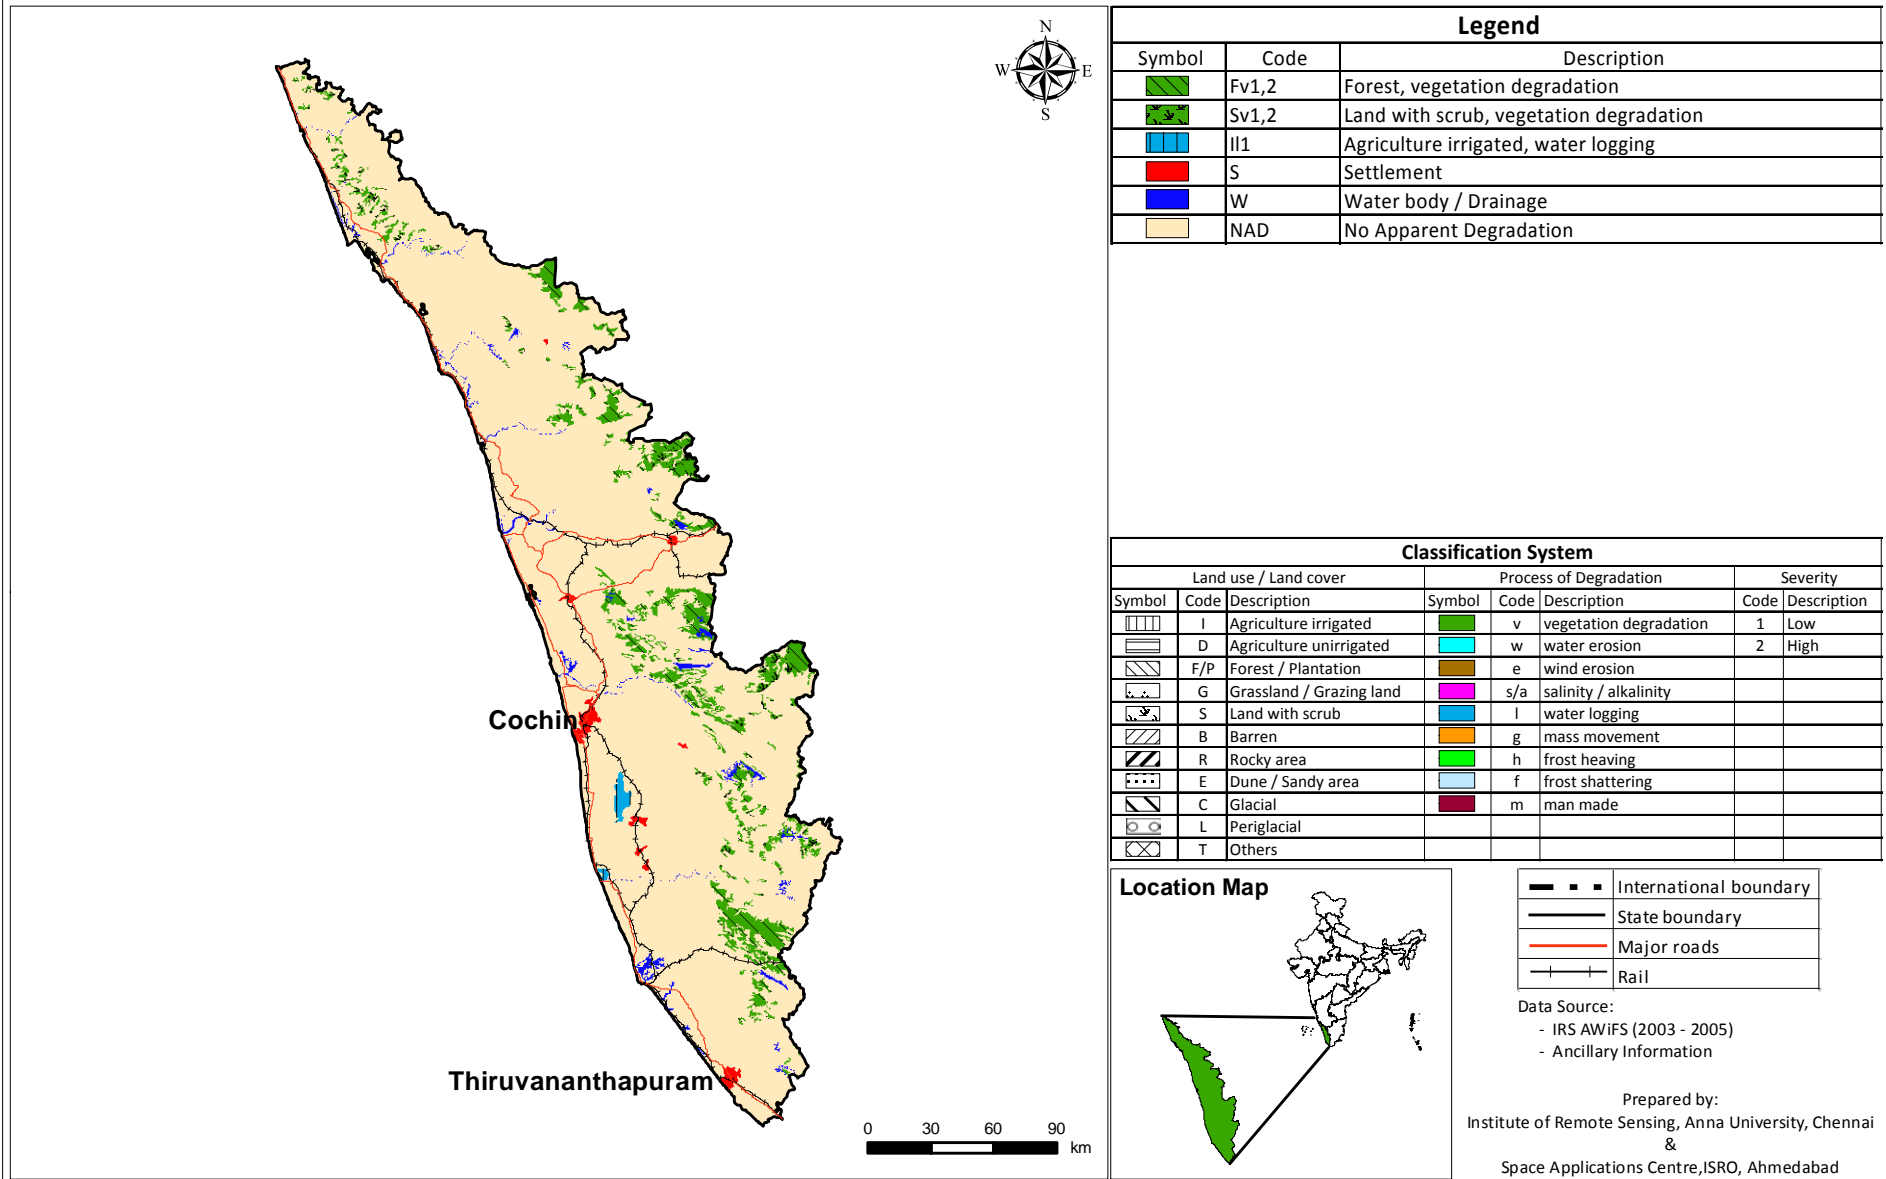 N
W E
S
Cochin
Thiruvananthapuram
0 30 60 90
km
Legend
Symbol Code Description
Fv1,2 Forest, vegetation degradation
Sv1,2 Land with scrub, vegetation degradation
Il1 Agriculture irrigated, water logging
S Settlement
W Water body / Drainage
NAD No Apparent Degradation
Classification System
Land use / Land cover Process of Degradation Severity
Symbol Code Description Symbol Code Description Code Description
I Agriculture irrigated v vegetation degradation 1 Low
D Agriculture unirrigated w water erosion 2 High
F/P Forest / Plantation e wind erosion
G Grassland / Grazing land s/a salinity / alkalinity
S Land with scrub l water logging
B Barren g mass movement
R Rocky area h frost heaving
E Dune / Sandy area f frost shattering
C Glacial m man made
L Periglacial
T Others
Location Map
International boundary
State boundary
Major roads
Rail
Data Source:
- IRS AWiFS (2003 - 2005)
- Ancillary Information
Prepared by:
Institute of Remote Sensing, Anna University, Chennai
&
Space Applications Centre,ISRO, Ahmedabad